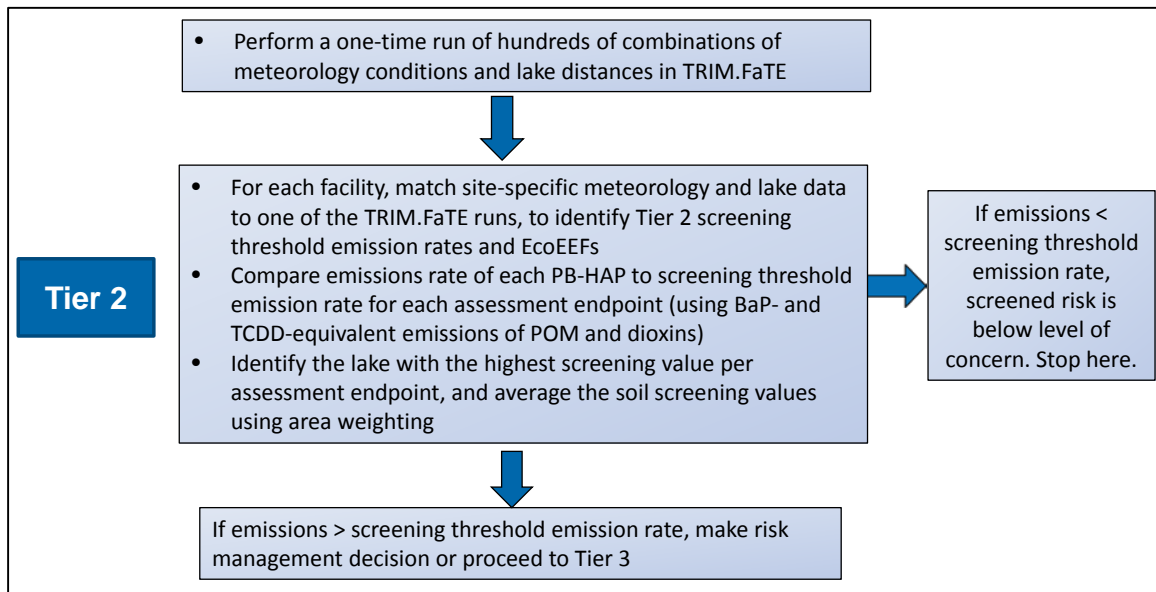 • Perform a one-time run of hundreds of combinations of
meteorology conditions and lake distances in TRIM.FaTE
Tier 2
• For each facility, match site-specific meteorology and lake data
to one of the TRIM.FaTE runs, to identify Tier 2 screening
threshold emission rates and EcoEEFs
• Compare emissions rate of each PB-HAP to screening threshold
emission rate for each assessment endpoint (using BaP- and
TCDD-equivalent emissions of POM and dioxins)
• Identify the lake with the highest screening value per
assessment endpoint, and average the soil screening values
using area weighting
If emissions <
screening threshold
emission rate,
screened risk is
below level of
concern. Stop here.
If emissions > screening threshold emission rate, make risk
management decision or proceed to Tier 3